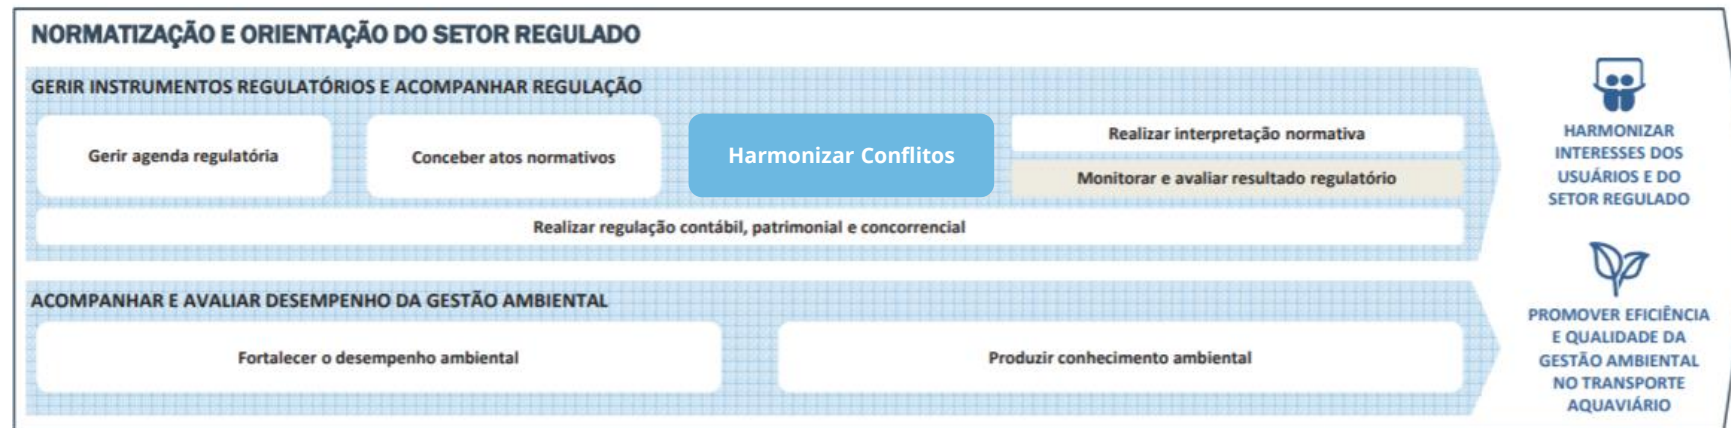 NORMATIZAÇÃO E ORIENTAÇÃO DO SETOR REGULADO
GERIR INSTRUMENTOS REGULATÓRIOS E ACOMPANHAR REGULAÇÃO
Gerir agenda regulatória
Conceber atos normativos
Harmonizar Conflitos
Realizar interpretação normativa
Monitorar e avaliar resultado regulatório
Realizar regulação contábil, patrimonial e concorrencial
HARMONIZAR
INTERESSES DOS
USUÁRIOS E DO
SETOR REGULADO
ACOMPANHAR E AVALIAR DESEMPENHO DA GESTÃO AMBIENTAL
Fortalecer o desempenho ambiental
Produzir conhecimento ambiental
PROMOVER EFICIÊNCIA
E QUALIDADE DA
GESTÃO AMBIENTAL
NO TRANSPORTE
AQUAVIÁRIO